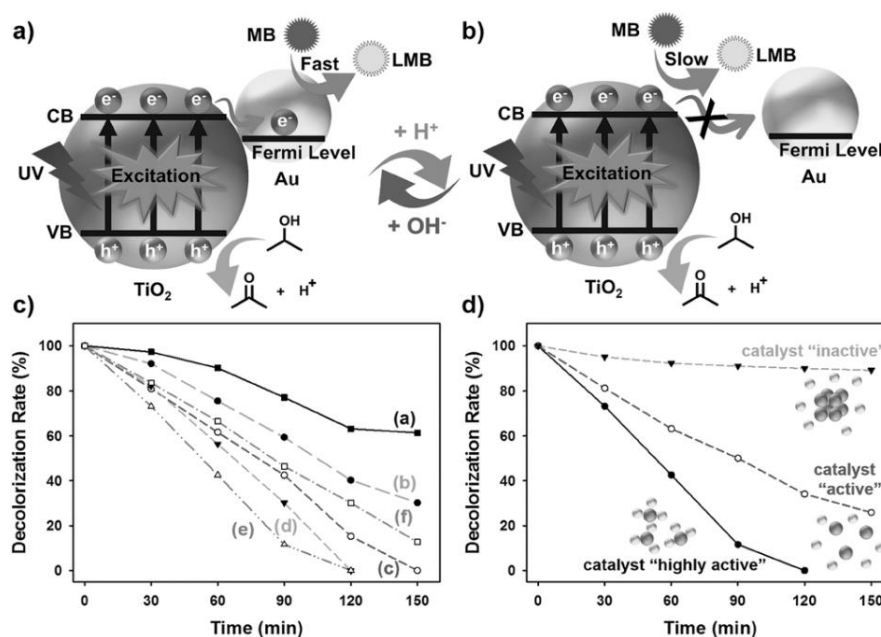 a)
MB
Fast
LMB
e-
e-
e-
CB
e-
Fermi Level
Au
UV
Excitation
VB
h+
h+
h+
OH
O
+ H+
TiO2
+ H+
+ OH-
b)
MB
Slow
LMB
e-
e-
e-
CB
Fermi Level
Au
UV
Excitation
VB
h+
h+
h+
OH
O
+ H+
TiO2
c)
Decolorization Rate (%)
100
80
60
40
20
0
(a)
(b)
(f)
(e)
(d)
(c)
0 30 60 90 120 150
Time (min)
d)
Decolorization Rate (%)
100
80
60
40
20
0
catalyst "inactive"
catalyst
"active"
catalyst "highly active"
0 30 60 90 120 150
Time (min)